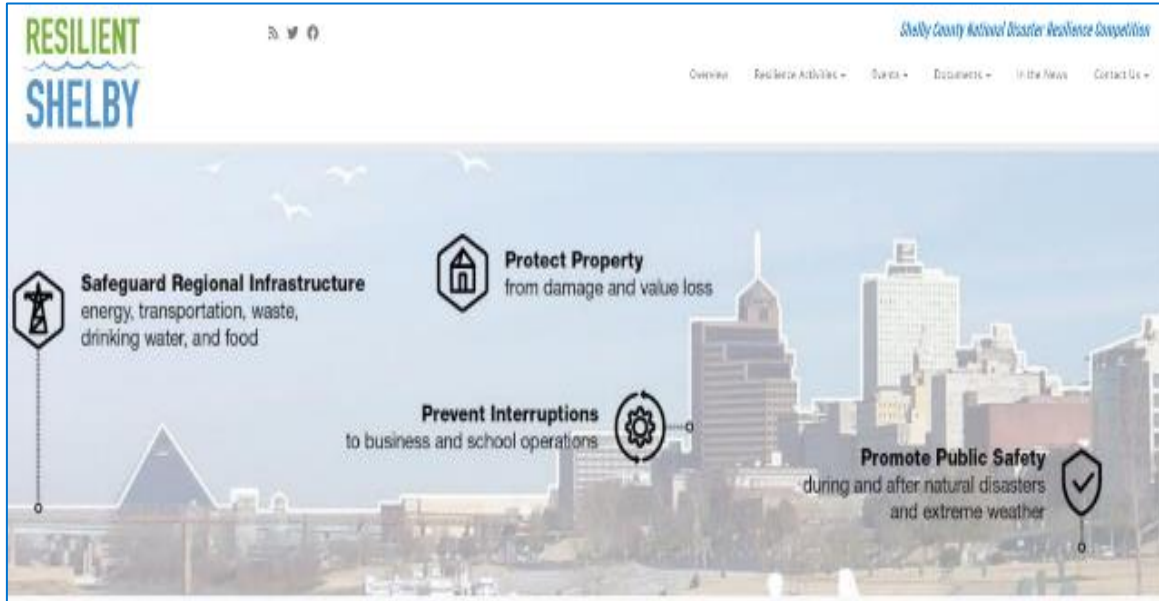 RESILIENT
SHELBY
Shelby County National Disaster Resilience Competition
Overview Resilience Activities Events Documents In the News Contact Us
Safeguard Regional Infrastructure
energy, transportation, waste,
drinking water, and food
Protect Property
from damage and value loss
Prevent Interruptions
to business and school operations
Promote Public Safety
during and after natural disasters
and extreme weather